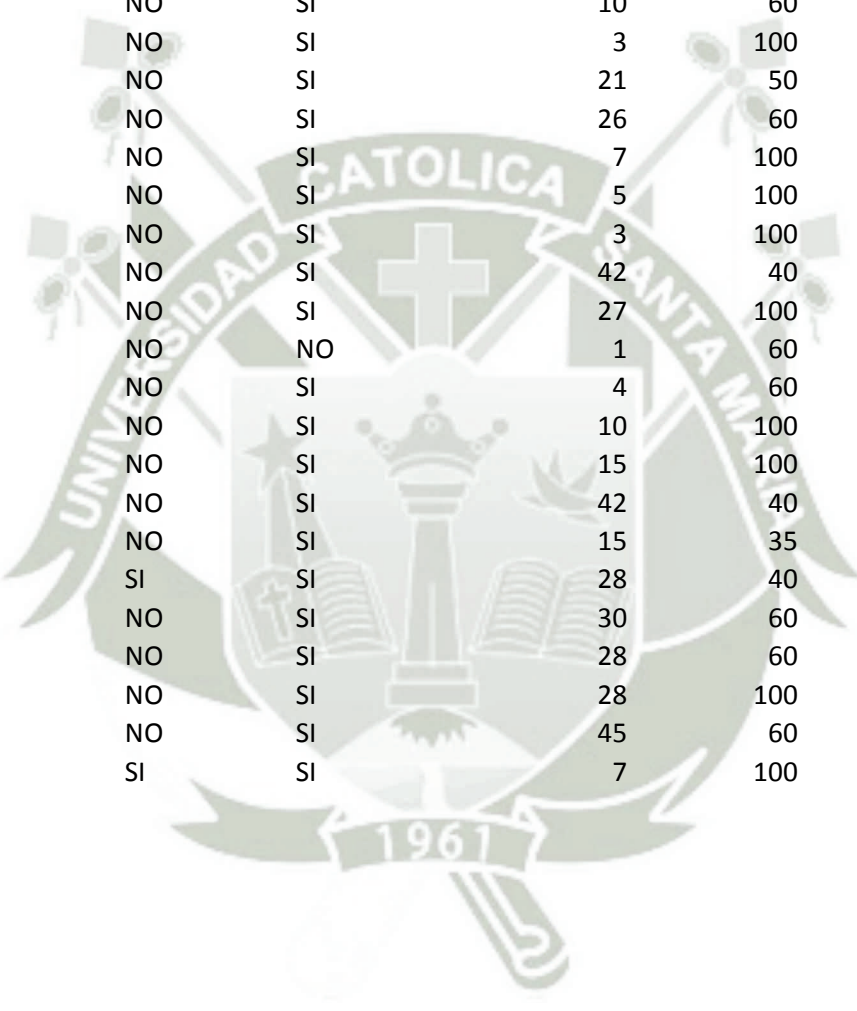 NO SI 10 60
NO SI 3 100
NO SI 21 50
NO SI 26 60
NO SI 7 100
NO SI 5 100
NO SI 3 100
NO SI 42 40
NO SI 27 100
NO NO 1 60
NO SI 4 60
NO SI 10 100
NO SI 15 100
NO SI 42 40
NO SI 15 35
SI SI 28 40
NO SI 30 60
NO SI 28 60
NO SI 28 100
NO SI 45 60
SI SI 7 100
UNIVERSIDAD CATOLICA SANTA MARIA
1961